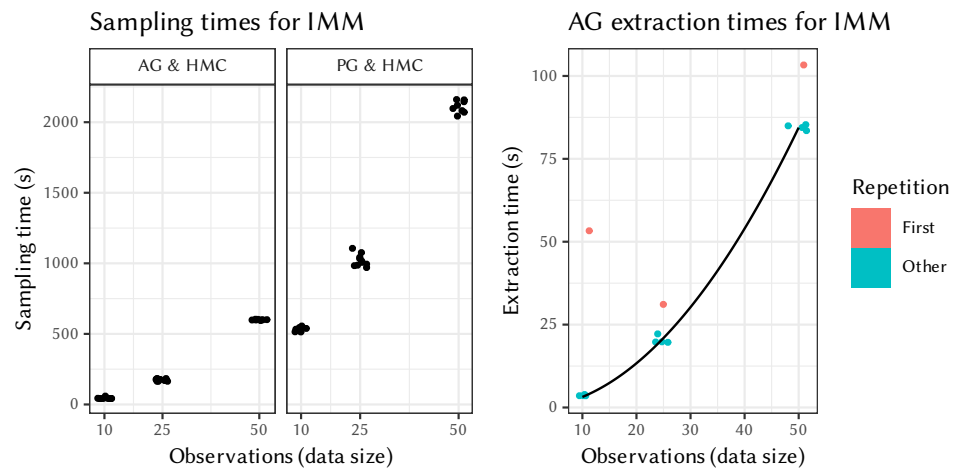 Sampling times for IMM
AG & HMC
PG & HMC
2000
1500
1000
500
0
10
25
50
10
25
50
Sampling time (s)
Observations (data size)
AG extraction times for IMM
100
75
50
25
0
10
20
30
40
50
Extraction time (s)
Observations (data size)
Repetition
First
Other